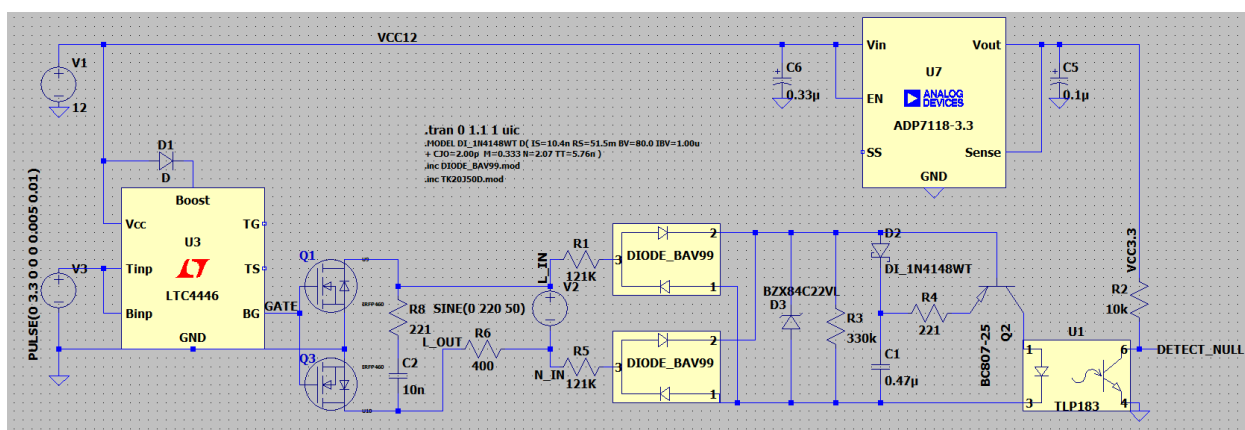 VCC12
V1
12
C6
0.33µ
Vin
Vout
U7
EN
ANALOG
DEVICES
ADP7118-3.3
SS
Sense
GND
C5
0.1µ
.tran 0 1.1 1 uic
.MODEL DI_1N4148WT D( IS=10.4n RS=51.5m BV=80.0 IBV=1.00u
+ CJO=2.00p M=0.333 N=2.07 TT=5.76n )
.inc DIODE_BAV99.mod
.inc TK20J50D.mod
D1
D
Boost
Vcc
TG
U3
Tinp
TS
LTC4446
Binp
BG
GND
V3
PULSE(0 3.3 0 0 0 0.005 0.01)
GATE
Q1
U9
IRFP460
Q3
IRFP460
U10
R8
221
C2
10n
L_OUT
SINE(0 220 50)
R6
400
L_IN
V2
N_IN
R1
121K
3
DIODE_BAV99
2
1
R5
121K
3
DIODE_BAV99
2
1
BZX84C22VL
D3
R3
330k
D2
DI_1N4148WT
R4
221
C1
0.47µ
BC807-25
Q2
VCC3.3
R2
10k
U1
1
6
DETECT_NULL
3
4
TLP183